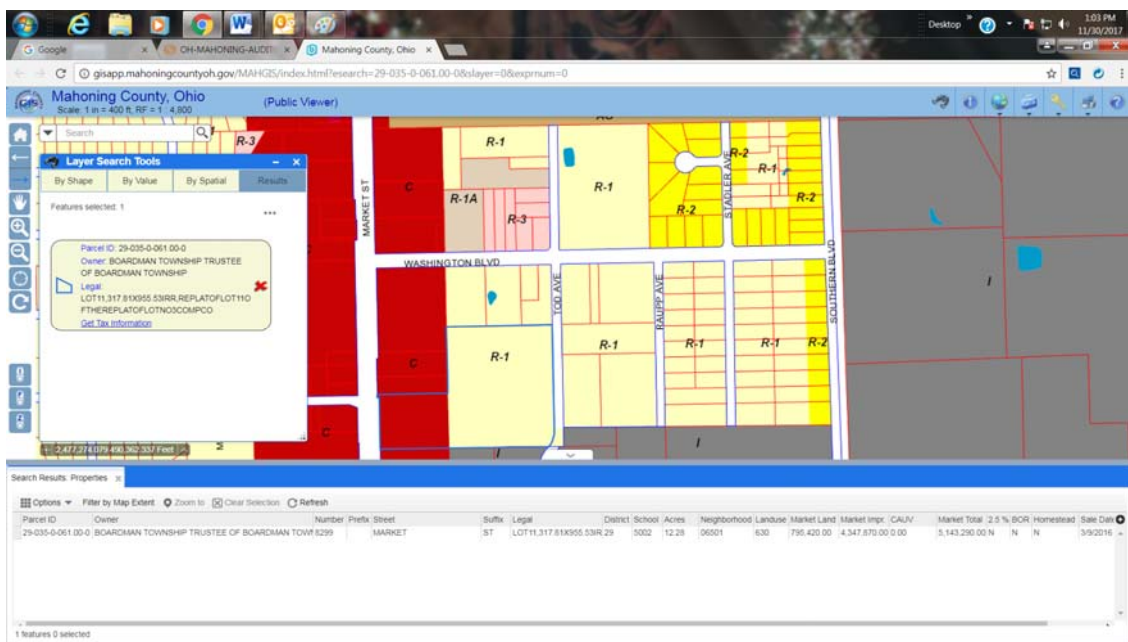 Desktop
1:03 PM
11/30/2017
Google
OH-MAHONING-AUDIT
Mahoning County, Ohio
gisapp.mahoningcountyoh.gov/MAHGIS/index.html?esearch=29-035-0-061.00-0&slayer=0&exprnum=0
Mahoning County, Ohio
(Public Viewer)
Scale: 1 in = 400 ft, RF = 1 : 4,800
Search
Layer Search Tools
By Shape By Value By Spatial Results
Features selected: 1
Parcel ID: 29-035-0-061.00-0
Owner: BOARDMAN TOWNSHIP TRUSTEE
OF BOARDMAN TOWNSHIP
Legal:
LOT11,317.81X955.53IRR,REPLATOFLOT11O
FTHEREPLATOFLOTNO3COMPCO
Get Tax Information
R-3
R-1
C
R-1A
R-3
R-1
R-2
R-2
R-1
R-2
MARKET ST
WASHINGTON BLVD
TOD AVE
RAUPP AVE
STADLER AVE
SOUTHERN BLVD
I
C
R-1
R-1
R-1
R-1
R-2
C
I
I
Search Results: Properties
Options Filter by Map Extent Zoom to Clear Selection Refresh
Parcel ID Owner Number Prefix Street Suffix Legal District School Acres Neighborhood Landuse Market Land Market Impr. CAUV Market Total 2.5 % BOR Homestead Sale Date
29-035-0-061.00-0 BOARDMAN TOWNSHIP TRUSTEE OF BOARDMAN TOWN 8299 MARKET ST LOT11,317.81X955.53IR 29 5002 12.28 06501 630 795,420.00 4,347,870.00 0.00 5,143,290.00 N N N 3/9/2016
1 features 0 selected